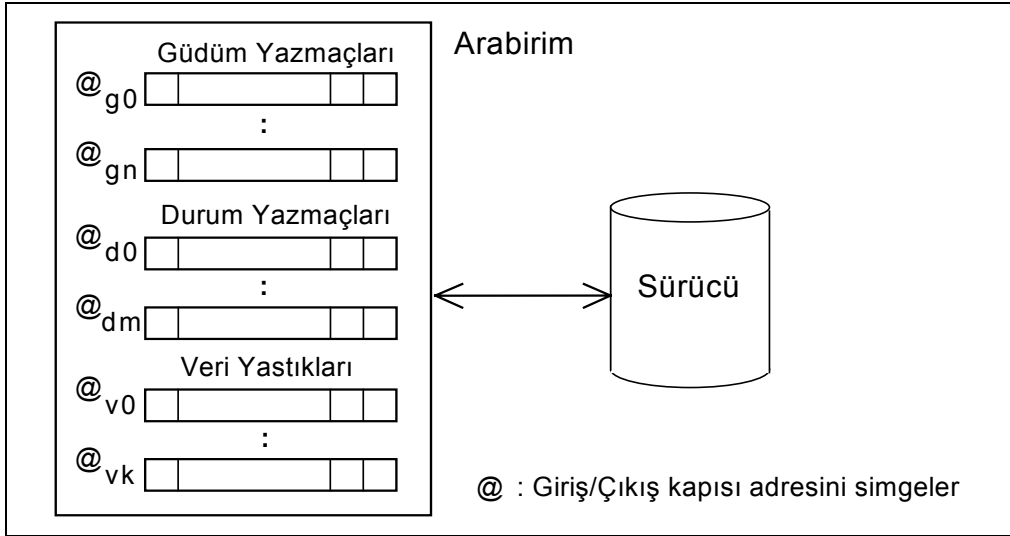 Arabirim
Güdüm Yazmaçları
@g0
:
@gn
Durum Yazmaçları
@d0
:
@dm
Veri Yastıkları
@v0
:
@vk
Sürücü
@ : Giriş/Çıkış kapısı adresini simgeler